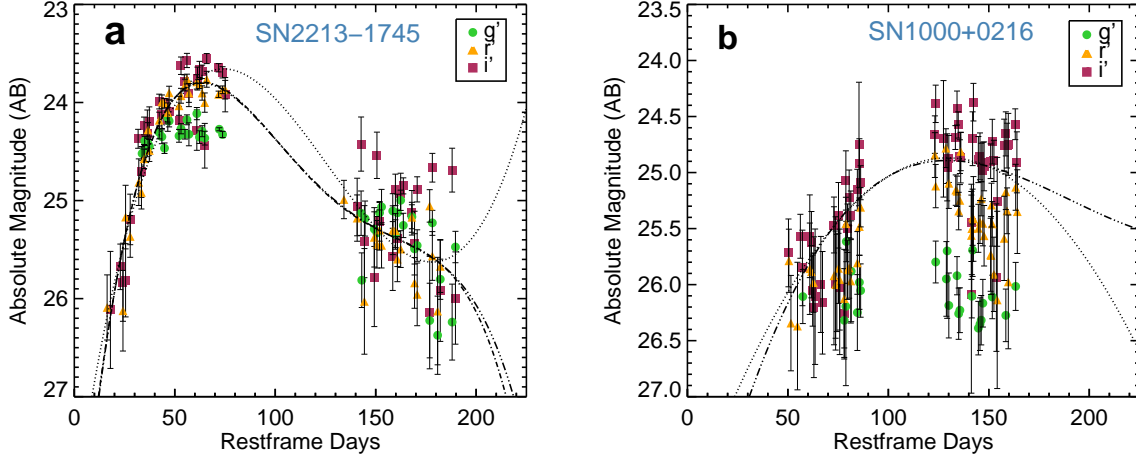 a
SN2213−1745
g'
r'
i'
23
24
25
26
27
Absolute Magnitude (AB)
0
50
100
150
200
Restframe Days
b
SN1000+0216
g'
r'
i'
23.5
24.0
24.5
25.0
25.5
26.0
26.5
27.0
Absolute Magnitude (AB)
0
50
100
150
200
Restframe Days